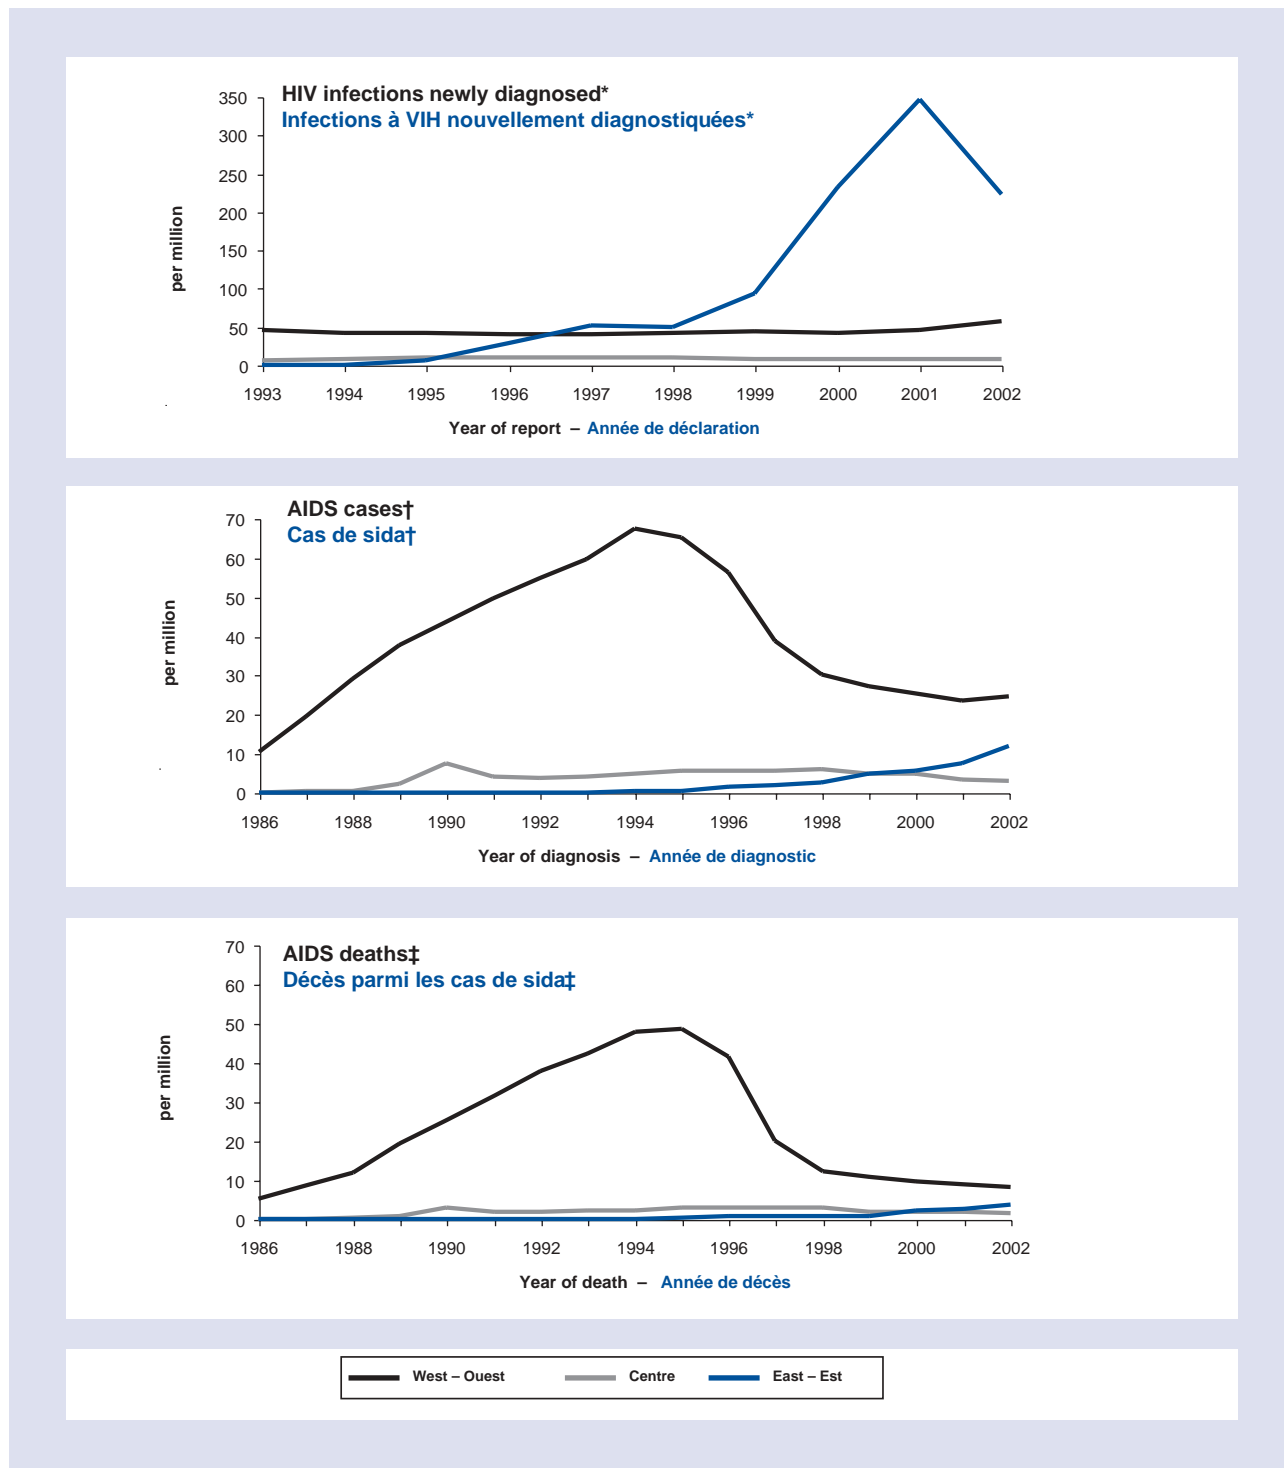 HIV infections newly diagnosed*
Infections à VIH nouvellement diagnostiquées*
350
300
250
200
150
100
50
0
per million
1993 1994 1995 1996 1997 1998 1999 2000 2001 2002
Year of report – Année de déclaration
AIDS cases†
Cas de sida†
70
60
50
40
30
20
10
0
per million
1986 1988 1990 1992 1994 1996 1998 2000 2002
Year of diagnosis – Année de diagnostic
AIDS deaths‡
Décès parmi les cas de sida‡
70
60
50
40
30
20
10
0
per million
1986 1988 1990 1992 1994 1996 1998 2000 2002
Year of death – Année de décès
West – Ouest Centre East – Est